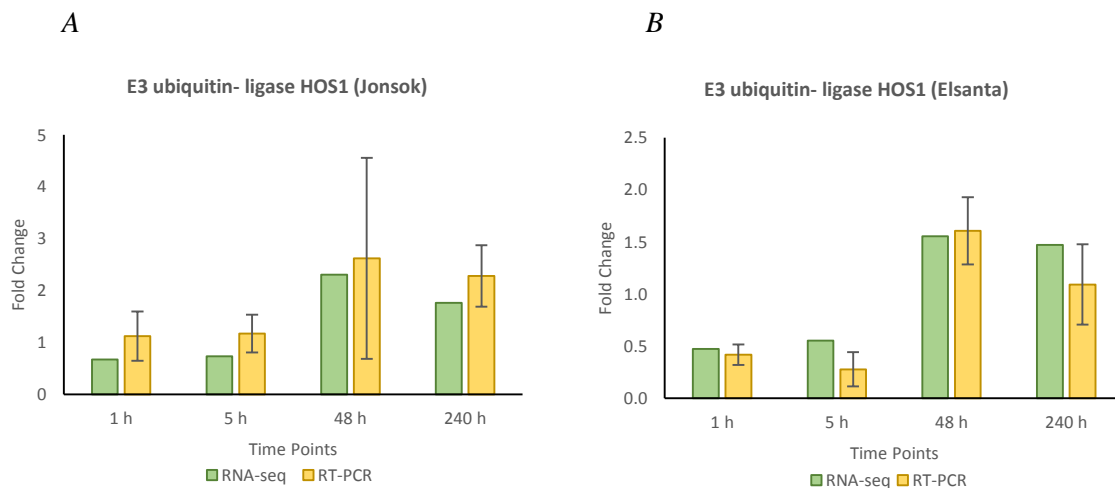 A
E3 ubiquitin- ligase HOS1 (Jonsok)
Fold Change
5
4
3
2
1
0
1 h
5 h
48 h
240 h
Time Points
RNA-seq
RT-PCR
B
E3 ubiquitin- ligase HOS1 (Elsanta)
Fold Change
2.5
2.0
1.5
1.0
0.5
0.0
1 h
5 h
48 h
240 h
Time Points
RNA-seq
RT-PCR